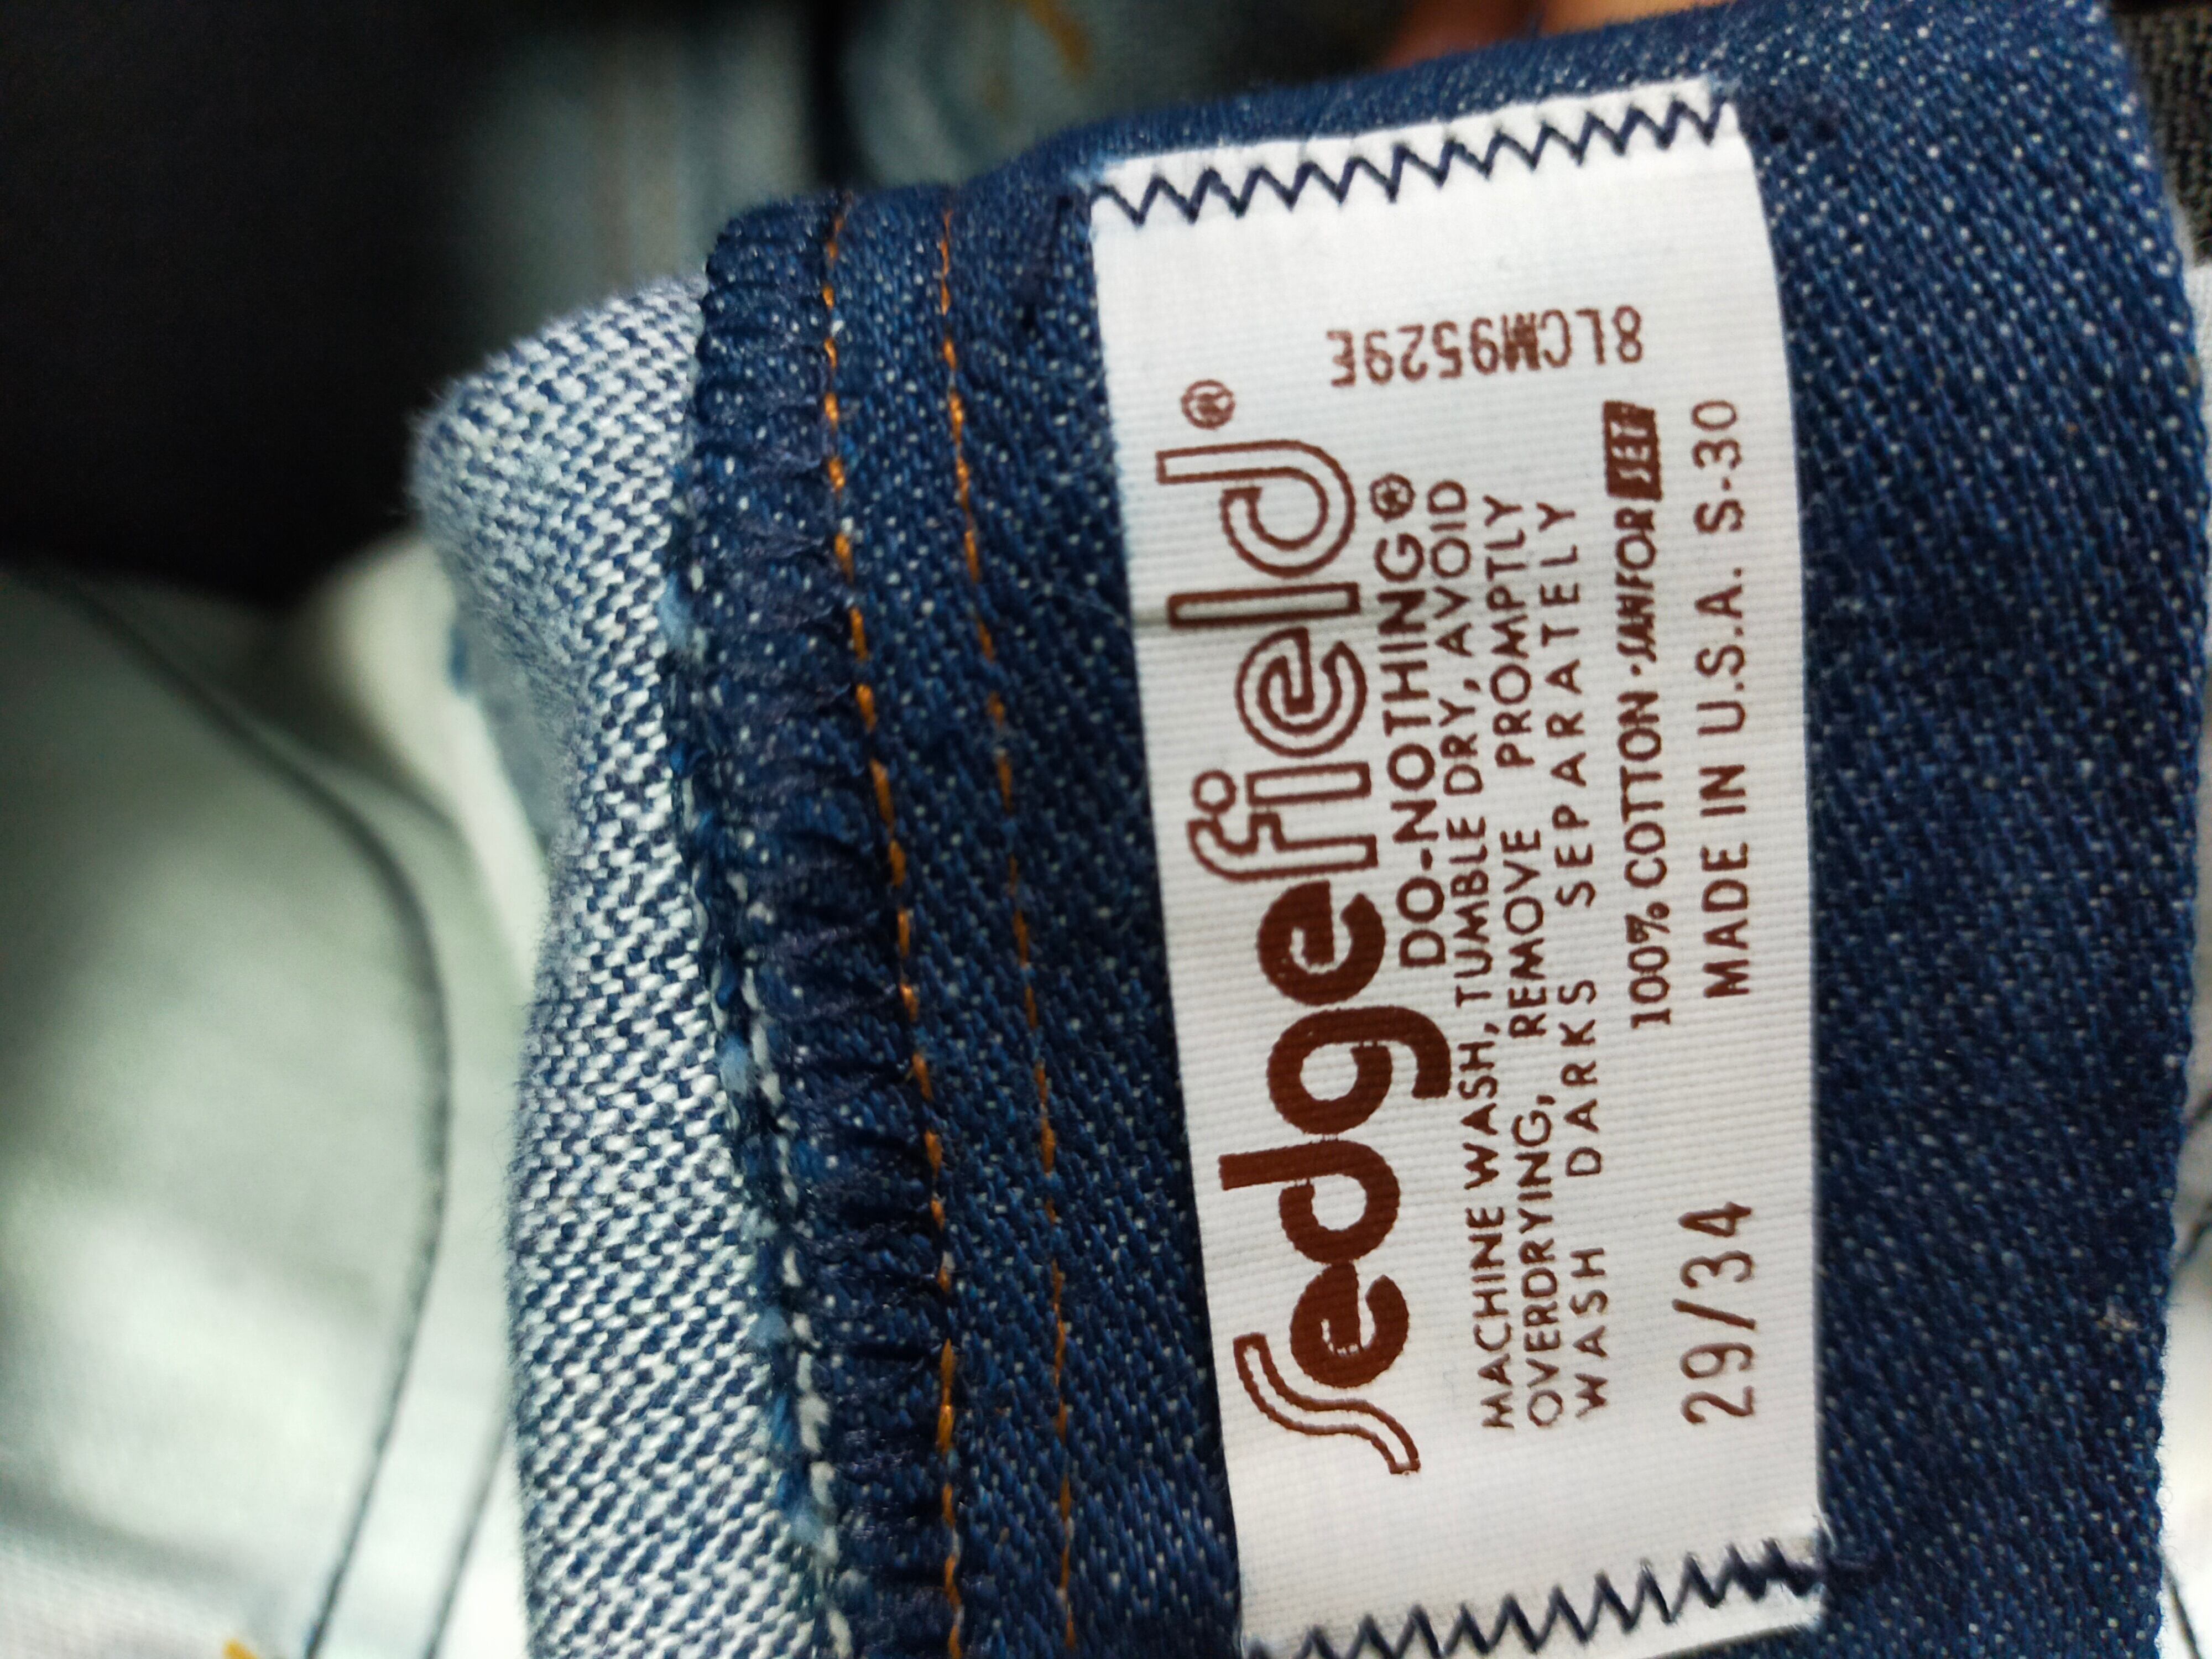 sedgefield®
DO-NOTHING®
MACHINE WASH, TUMBLE DRY, AVOID
OVERDRYING, REMOVE PROMPTLY
WASH DARKS SEPARATELY
100% COTTON · SANFOR SET
29/34 MADE IN U.S.A. S-30
8LCM9529E